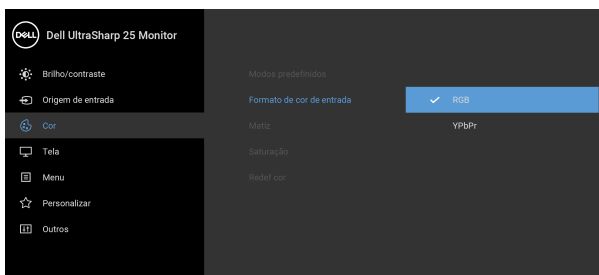 DELL Dell UltraSharp 25 Monitor
Brilho/contraste
Modos predefinidos
Origem de entrada
Formato de cor de entrada
RGB
Cor
Matiz
YPbPr
Tela
Saturação
Menu
Redef cor
Personalizar
Outros